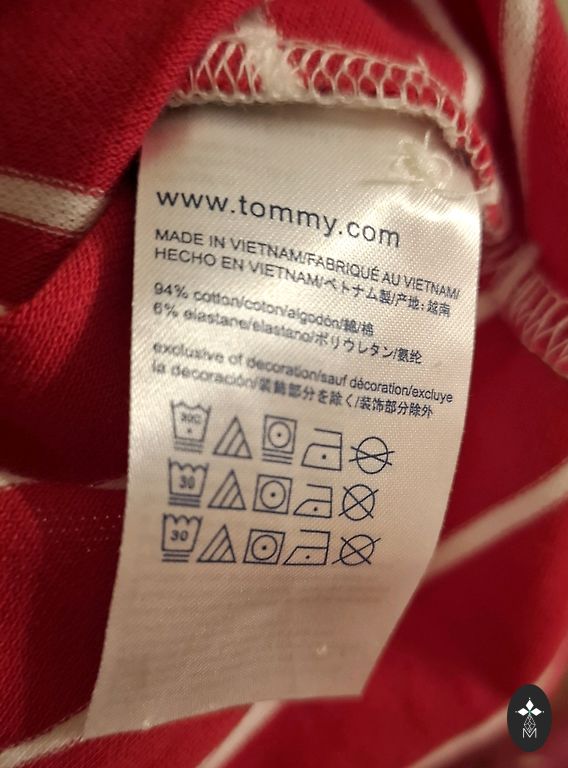 www.tommy.com
MADE IN VIETNAM/FABRIQUÉ AU VIETNAM/
HECHO EN VIETNAM/ベトナム製/产地: 越南
94% cotton/coton/algodón/綿/棉
6% elastane/elastano/ポリウレタン/氨纶
exclusive of decoration/sauf décoration/excluye
la decoración/装飾部分を除く/装饰部分除外
30C
30
30
M